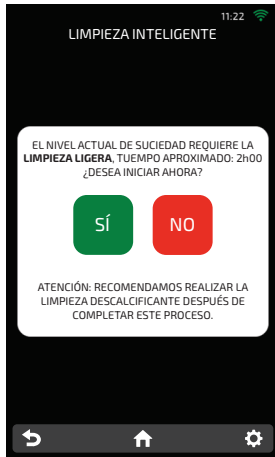 11:22
LIMPIEZA INTELIGENTE
EL NIVEL ACTUAL DE SUCIEDAD REQUIERE LA
LIMPIEZA LIGERA, TUEMPO APROXIMADO: 2h00
¿DESEA INICIAR AHORA?
SÍ NO
ATENCIÓN: RECOMENDAMOS REALIZAR LA
LIMPIEZA DESCALCIFICANTE DESPUÉS DE
COMPLETAR ESTE PROCESO.